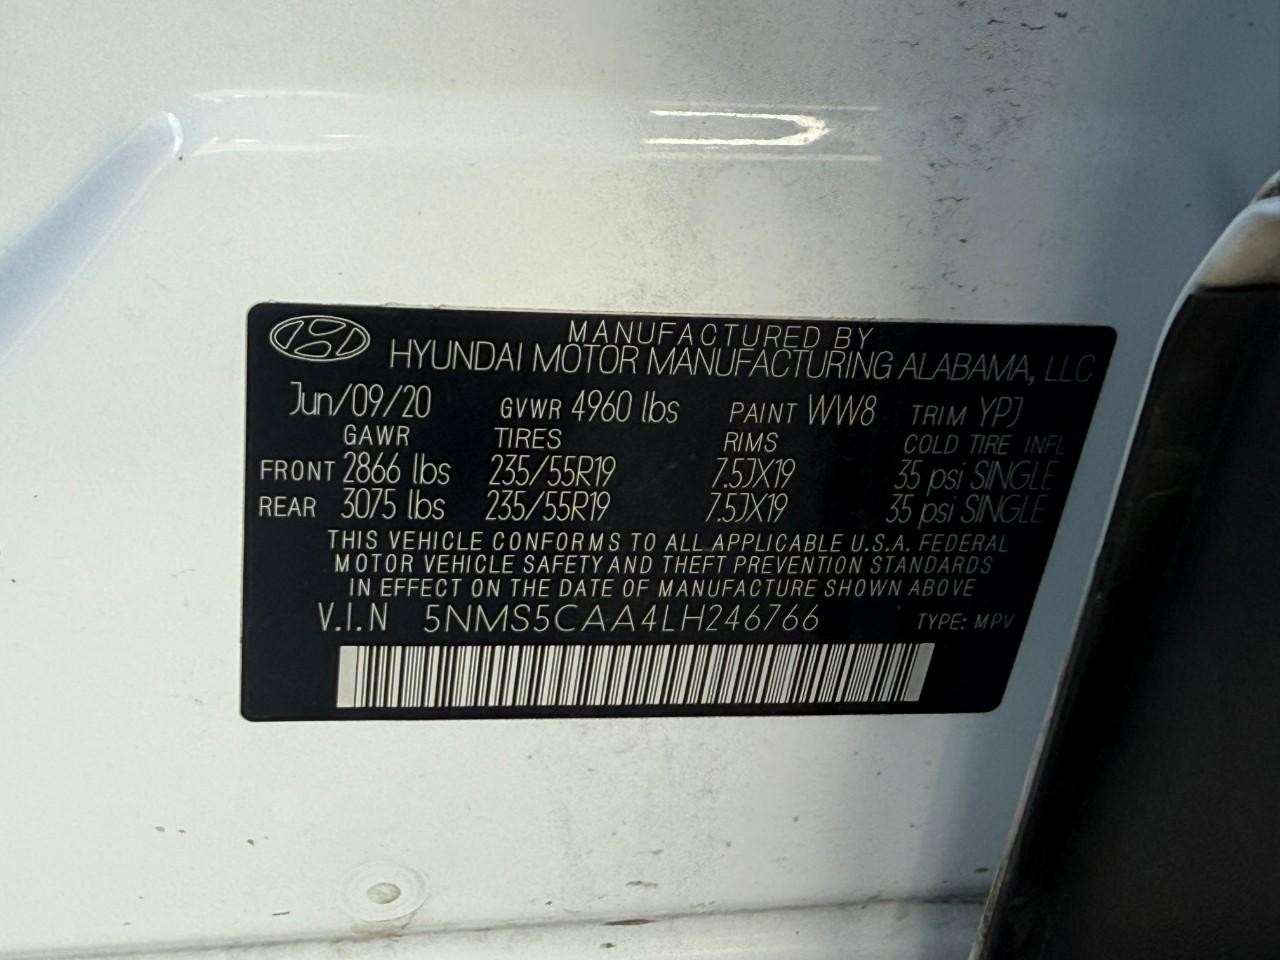 MANUFACTURED BY
HYUNDAI MOTOR MANUFACTURING ALABAMA, LLC
Jun/09/20 GVWR 4960 lbs PAINT WW8 TRIM YPJ
GAWR TIRES RIMS COLD TIRE INFL
FRONT 2866 lbs 235/55R19 7.5JX19 35 psi SINGLE
REAR 3075 lbs 235/55R19 7.5JX19 35 psi SINGLE
THIS VEHICLE CONFORMS TO ALL APPLICABLE U.S.A. FEDERAL
MOTOR VEHICLE SAFETY AND THEFT PREVENTION STANDARDS
IN EFFECT ON THE DATE OF MANUFACTURE SHOWN ABOVE
V.I.N 5NMS5CAA4LH246766 TYPE: MPV